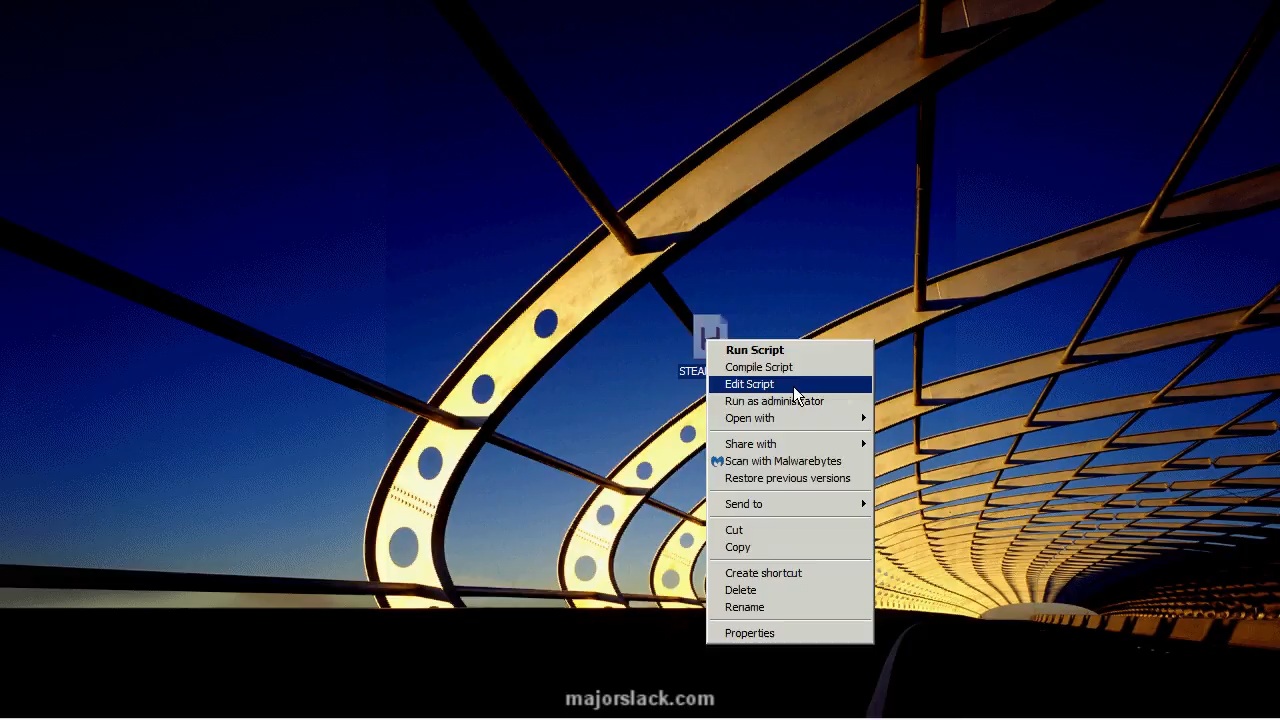 STEA
Run Script
Compile Script
Edit Script
Run as administrator
Open with
Share with
Scan with Malwarebytes
Restore previous versions
Send to
Cut
Copy
Create shortcut
Delete
Rename
Properties
majorslack.com